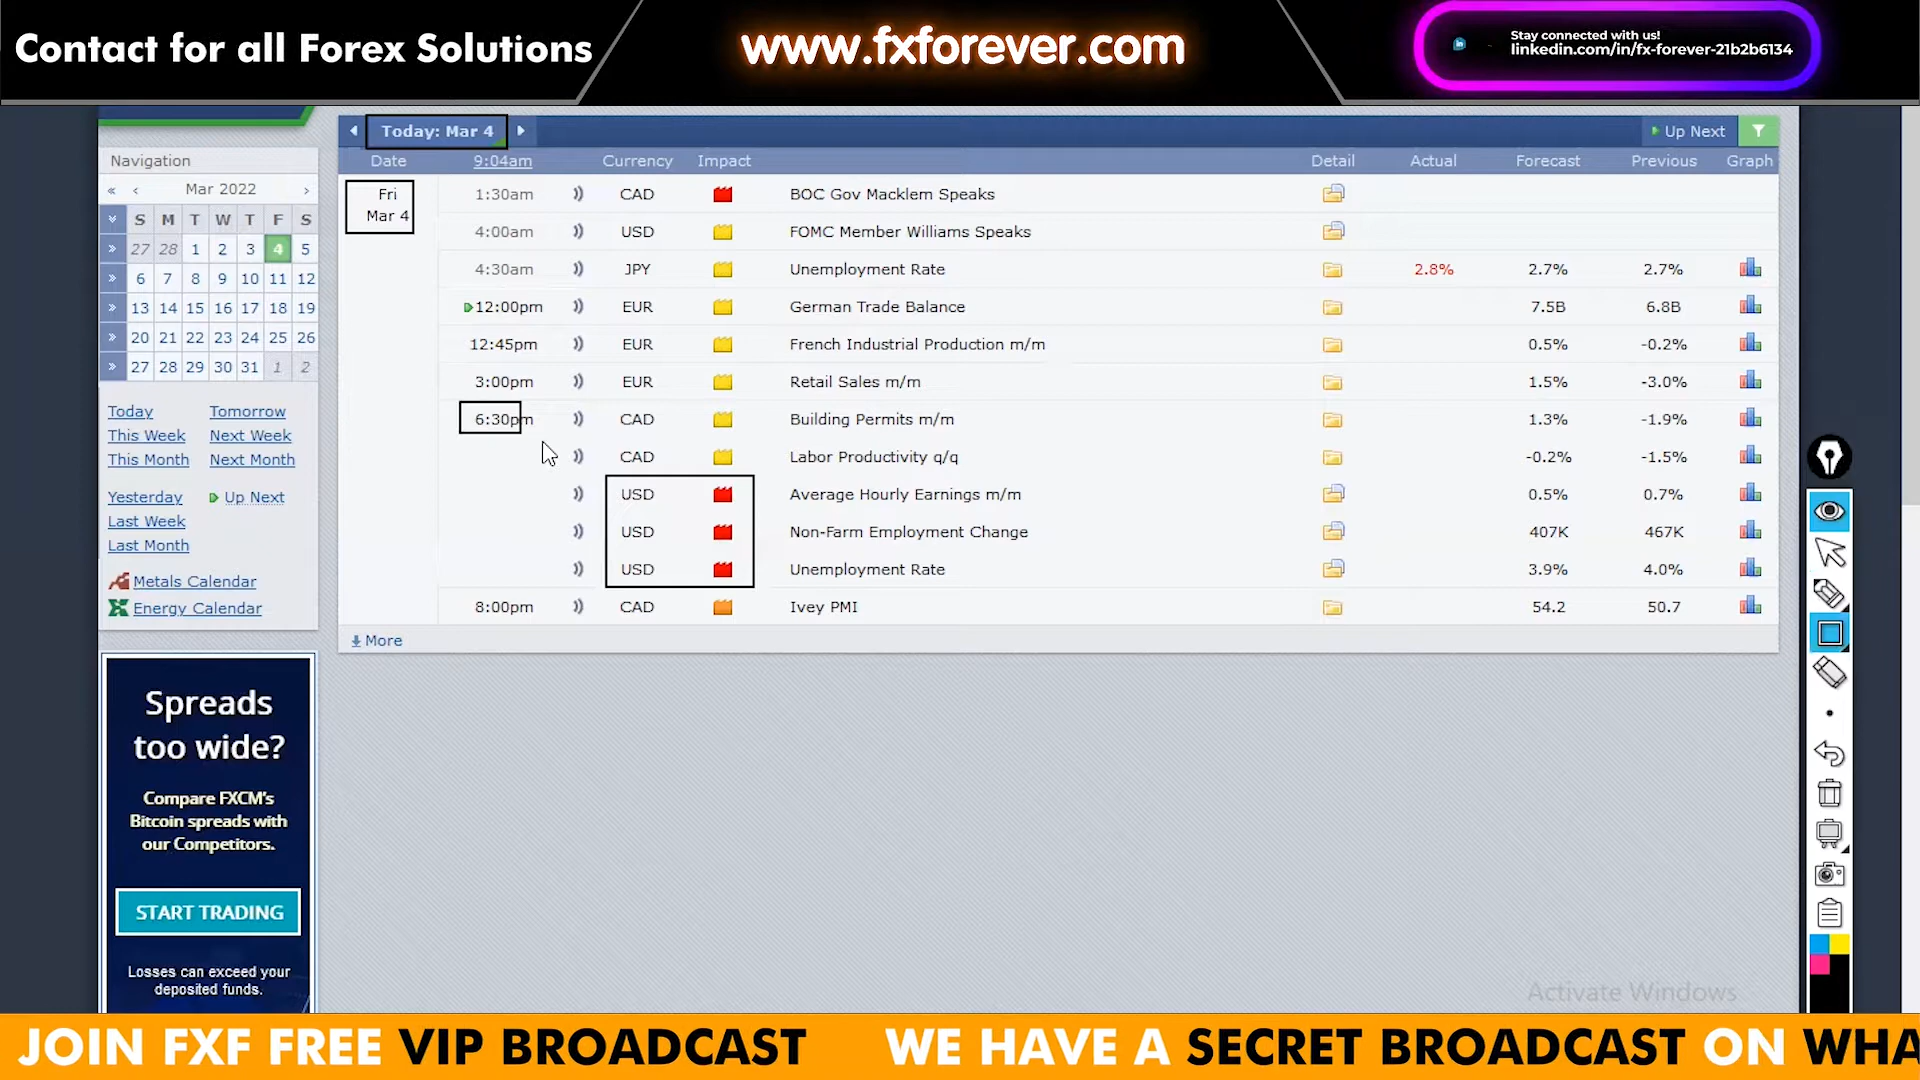 Contact for all Forex Solutions
www.fxforever.com
Stay connected with us!
linkedin.com/in/fx-forever-21b2b6134
Navigation
« ‹ Mar 2022 ›
S M T W T F S
27 28 1 2 3 4 5
6 7 8 9 10 11 12
13 14 15 16 17 18 19
20 21 22 23 24 25 26
27 28 29 30 31 1 2
Today Tomorrow
This Week Next Week
This Month Next Month
Yesterday Up Next
Last Week
Last Month
Metals Calendar
Energy Calendar
Spreads
too wide?
Compare FXCM's
Bitcoin spreads with
our Competitors.
START TRADING
Losses can exceed your
deposited funds.
Today: Mar 4
Up Next
Date 9:04am Currency Impact Detail Actual Forecast Previous Graph
Fri
Mar 4
1:30am CAD BOC Gov Macklem Speaks
4:00am USD FOMC Member Williams Speaks
4:30am JPY Unemployment Rate 2.8% 2.7% 2.7%
12:00pm EUR German Trade Balance 7.5B 6.8B
12:45pm EUR French Industrial Production m/m 0.5% -0.2%
3:00pm EUR Retail Sales m/m 1.5% -3.0%
6:30pm CAD Building Permits m/m 1.3% -1.9%
CAD Labor Productivity q/q -0.2% -1.5%
USD Average Hourly Earnings m/m 0.5% 0.7%
USD Non-Farm Employment Change 407K 467K
USD Unemployment Rate 3.9% 4.0%
8:00pm CAD Ivey PMI 54.2 50.7
More
Activate Windows
JOIN FXF FREE VIP BROADCAST WE HAVE A SECRET BROADCAST ON WHA